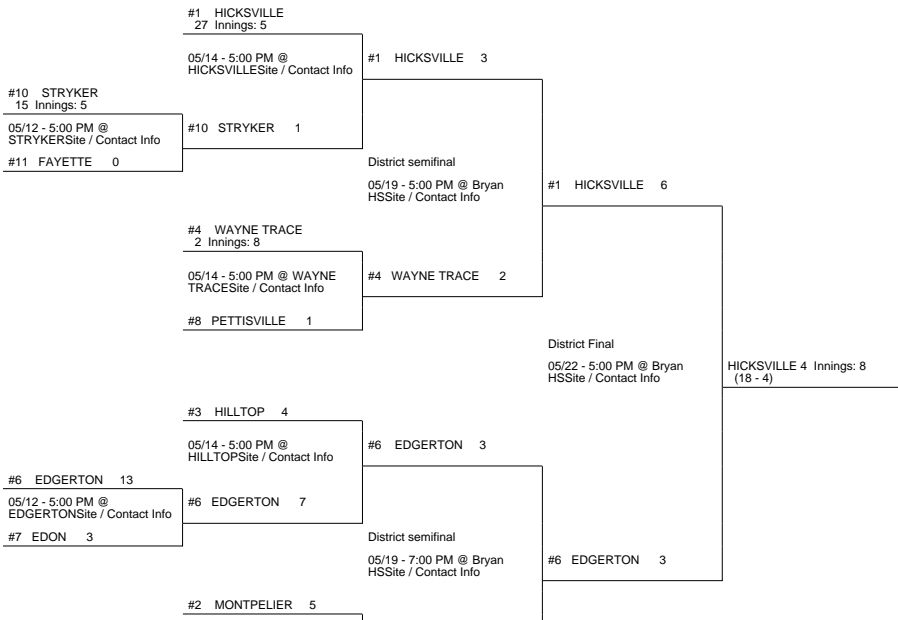 #1 HICKSVILLE
27 Innings: 5
05/14 - 5:00 PM @
HICKSVILLESite / Contact Info
#1 HICKSVILLE 3
#10 STRYKER
15 Innings: 5
05/12 - 5:00 PM @
STRYKERSite / Contact Info
#10 STRYKER 1
#11 FAYETTE 0
District semifinal
05/19 - 5:00 PM @ Bryan
HSSite / Contact Info
#1 HICKSVILLE 6
#4 WAYNE TRACE
2 Innings: 8
05/14 - 5:00 PM @ WAYNE
TRACESite / Contact Info
#4 WAYNE TRACE 2
#8 PETTISVILLE 1
District Final
05/22 - 5:00 PM @ Bryan
HSSite / Contact Info
HICKSVILLE 4 Innings: 8
(18 - 4)
#3 HILLTOP 4
05/14 - 5:00 PM @
HILLTOPSite / Contact Info
#6 EDGERTON 3
#6 EDGERTON 13
05/12 - 5:00 PM @
EDGERTONSite / Contact Info
#6 EDGERTON 7
#7 EDON 3
District semifinal
05/19 - 7:00 PM @ Bryan
HSSite / Contact Info
#6 EDGERTON 3
#2 MONTPELIER 5